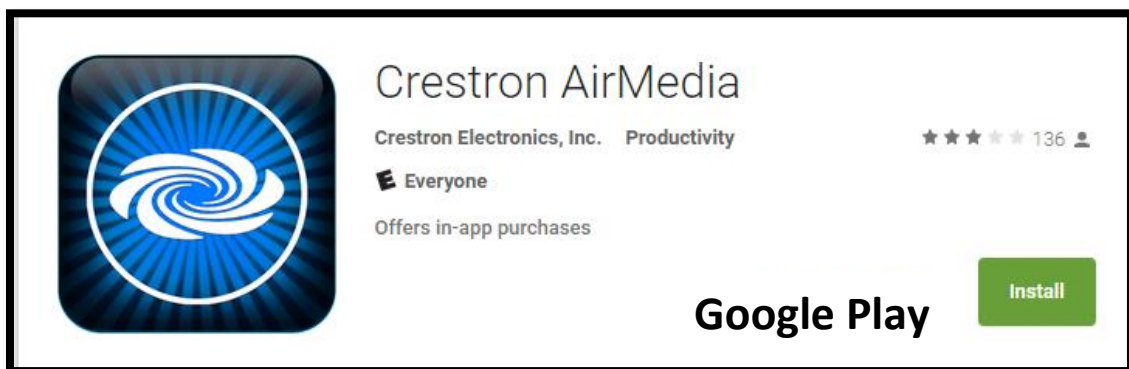 Crestron AirMedia
Crestron Electronics, Inc. Productivity 136
E Everyone
Offers in-app purchases
Install
Google Play